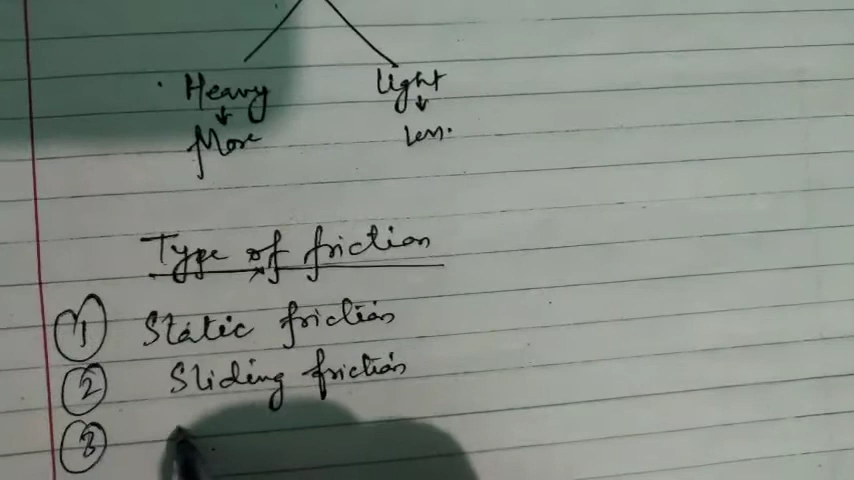 Heavy Light
More Less.
Type of friction
1 Static friction
2 Sliding friction
3